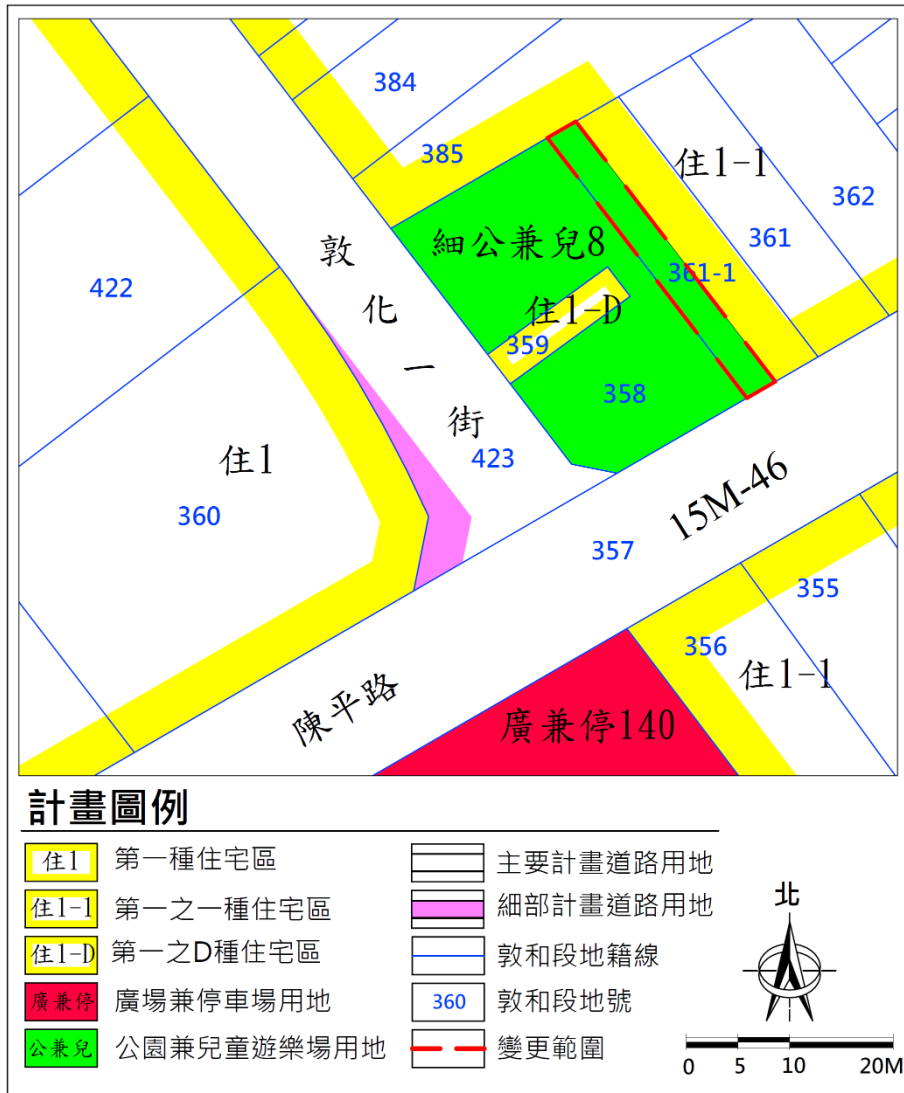 384
385
住1-1
362
361
細公兼兒8
敦化一街
361-1
422
住1-D
359
358
住1
423
360
15M-46
357
355
356
住1-1
陳平路
廣兼停140
計畫圖例
住1 第一種住宅區
住1-1 第一之一種住宅區
住1-D 第一之D種住宅區
廣兼停 廣場兼停車場用地
公兼兒 公園兼兒童遊樂場用地
主要計畫道路用地
細部計畫道路用地
敦和段地籍線
360 敦和段地號
變更範圍
北
0 5 10 20M